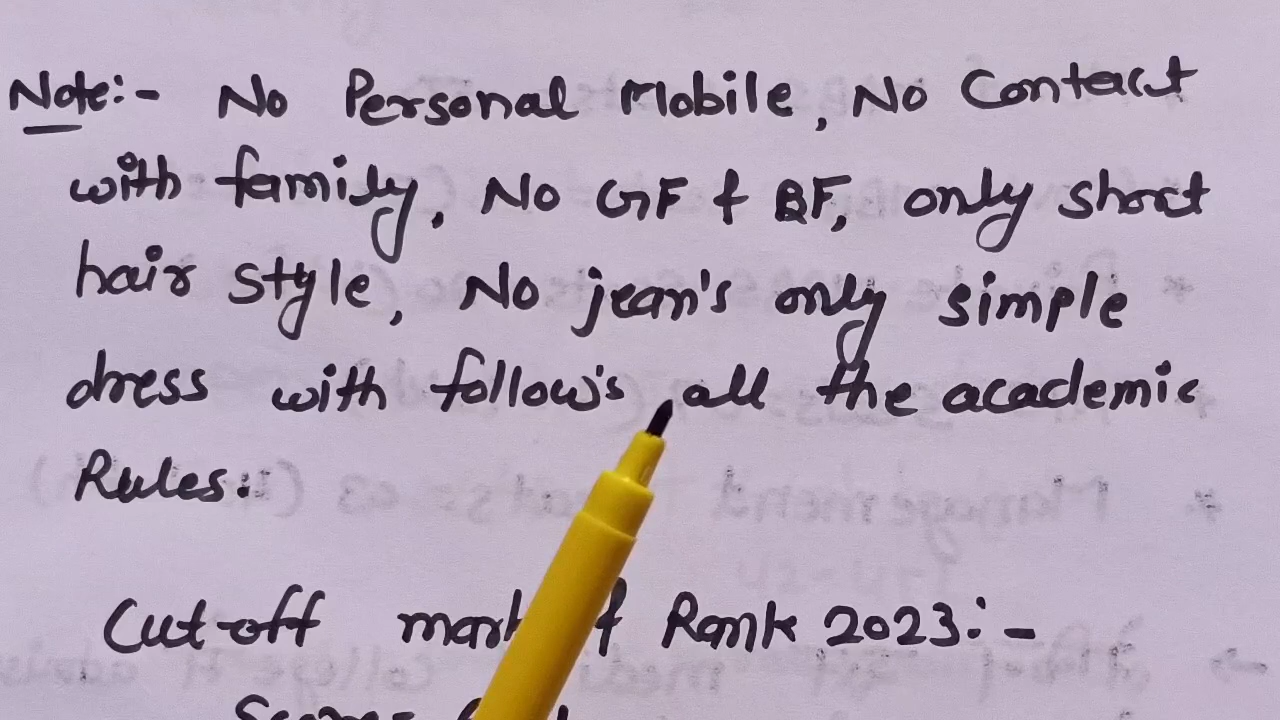 Note:- No Personal Mobile, No Contact
with family, No GF & BF, only short
hair style, No jean's only simple
dress with follow's all the academic
Rules.
Cut-off mark & Rank 2023:-